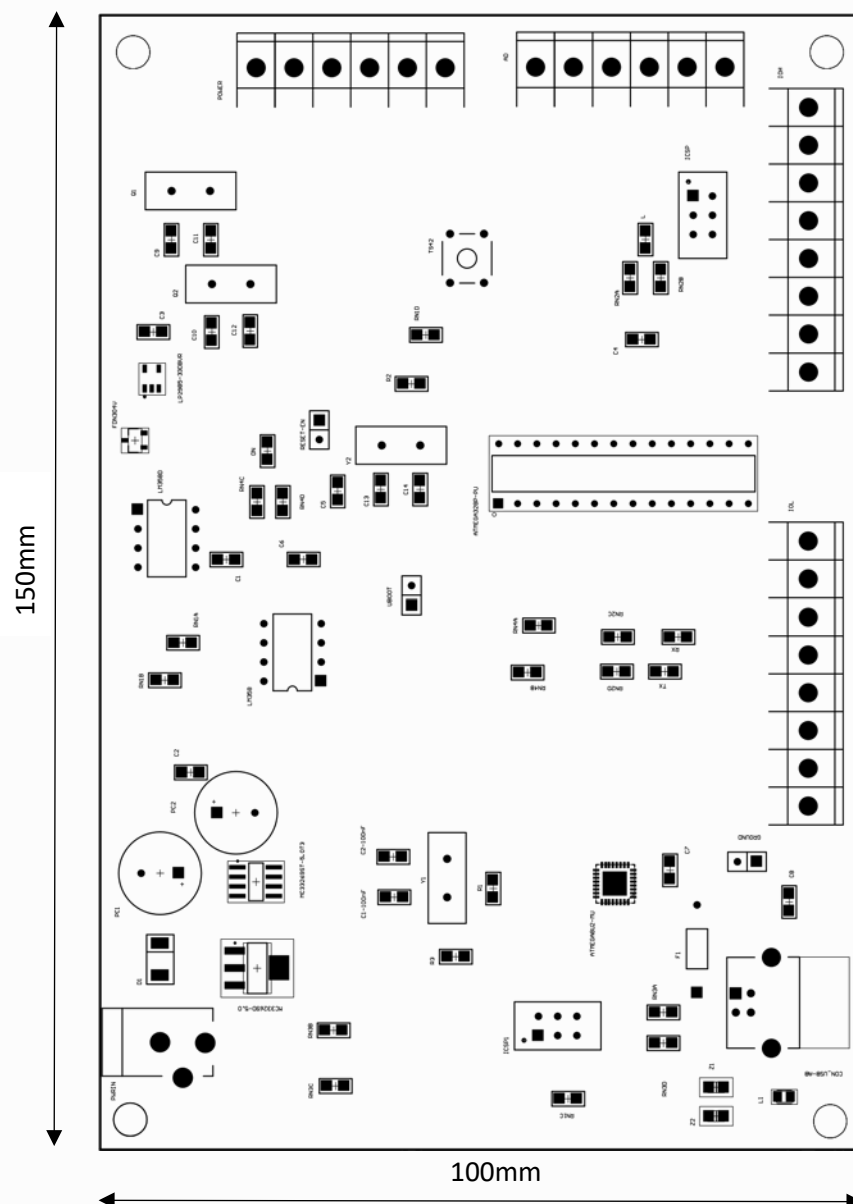 POWER
AD
IOH
ICSP
Q1
C9
C11
L
TS42
RN2A
RN2B
Q2
C3
C10
C12
RN1D
C4
R2
LP2985-33DBVR
FDN304V
RESET-EN
DN
Y2
LM358D
RN4C
RN4D
C5
C13
C14
ATMEGA328P-PU
IOL
C1
C6
UBOOT
RN1A
RN4A
RN2C
RX
RN1B
LM358
RN4B
RN2D
TX
C2
PC2
C2-100nF
GROUND
Y1
C7
MC33269ST-5.0T3
C8
C1-100nF
R1
PC1
ATMEGA8U2-MU
F1
R3
D1
MC33269D-5.0
RN3A
RN3B
ICSP1
CON_USB-AB
Z1
RN3D
PWRIN
RN3C
L1
RN1C
Z2
150mm
100mm